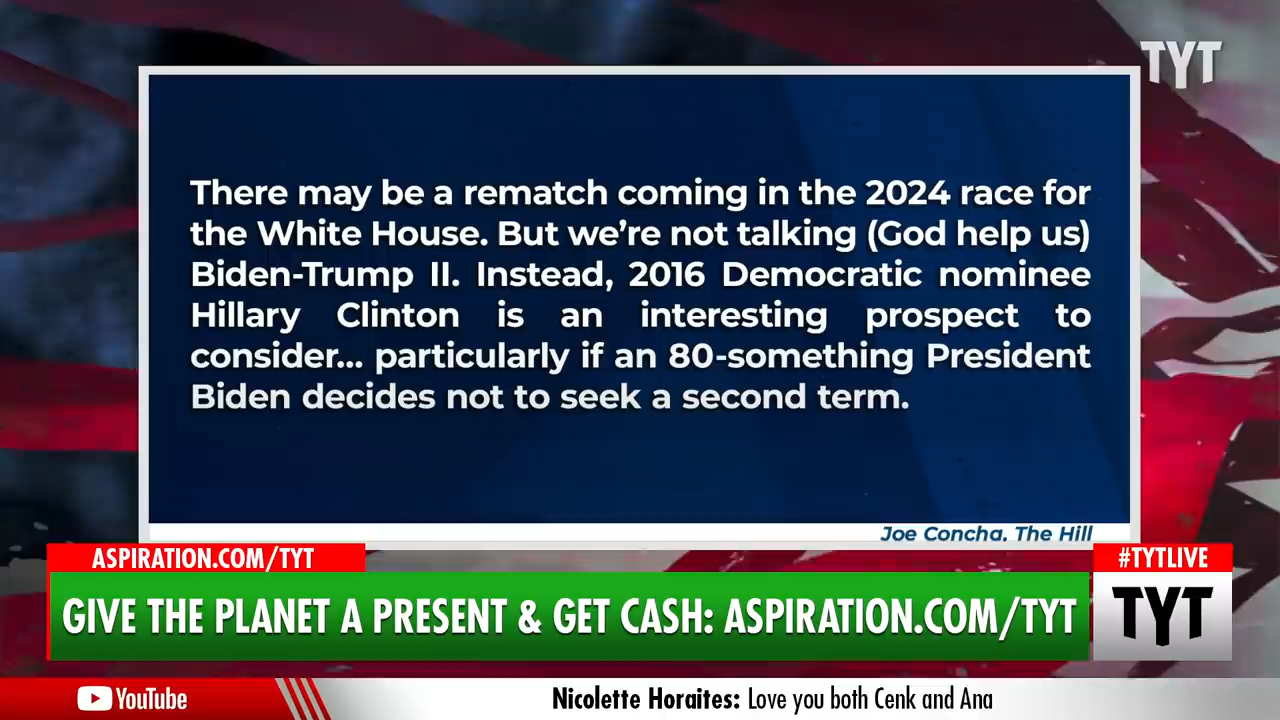 TYT
There may be a rematch coming in the 2024 race for
the White House. But we're not talking (God help us)
Biden-Trump II. Instead, 2016 Democratic nominee
Hillary Clinton is an interesting prospect to
consider... particularly if an 80-something President
Biden decides not to seek a second term.
Joe Concha, The Hill
ASPIRATION.COM/TYT
#TYTLIVE
GIVE THE PLANET A PRESENT & GET CASH: ASPIRATION.COM/TYT
TYT
YouTube
Nicolette Horaites: Love you both Cenk and Ana